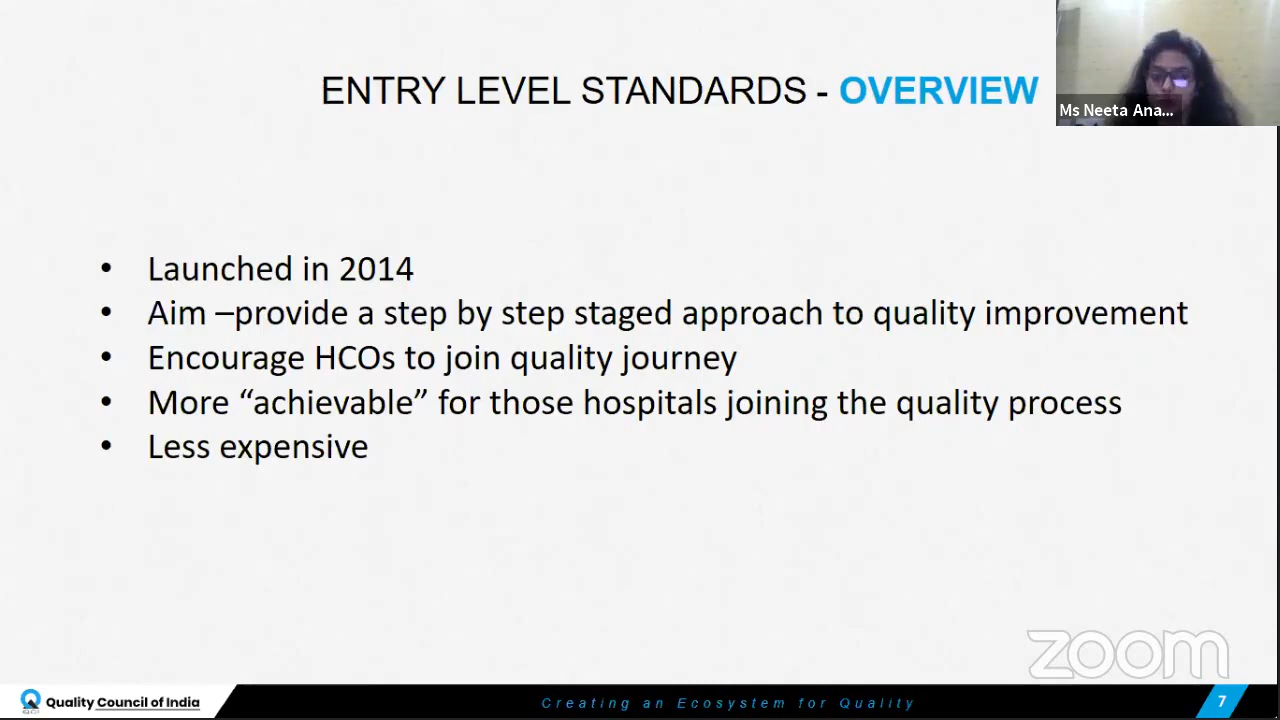 ENTRY LEVEL STANDARDS - OVERVIEW
Ms Neeta Ana...
• Launched in 2014
• Aim –provide a step by step staged approach to quality improvement
• Encourage HCOs to join quality journey
• More “achievable” for those hospitals joining the quality process
• Less expensive
zoom
Quality Council of India
Creating an Ecosystem for Quality
7